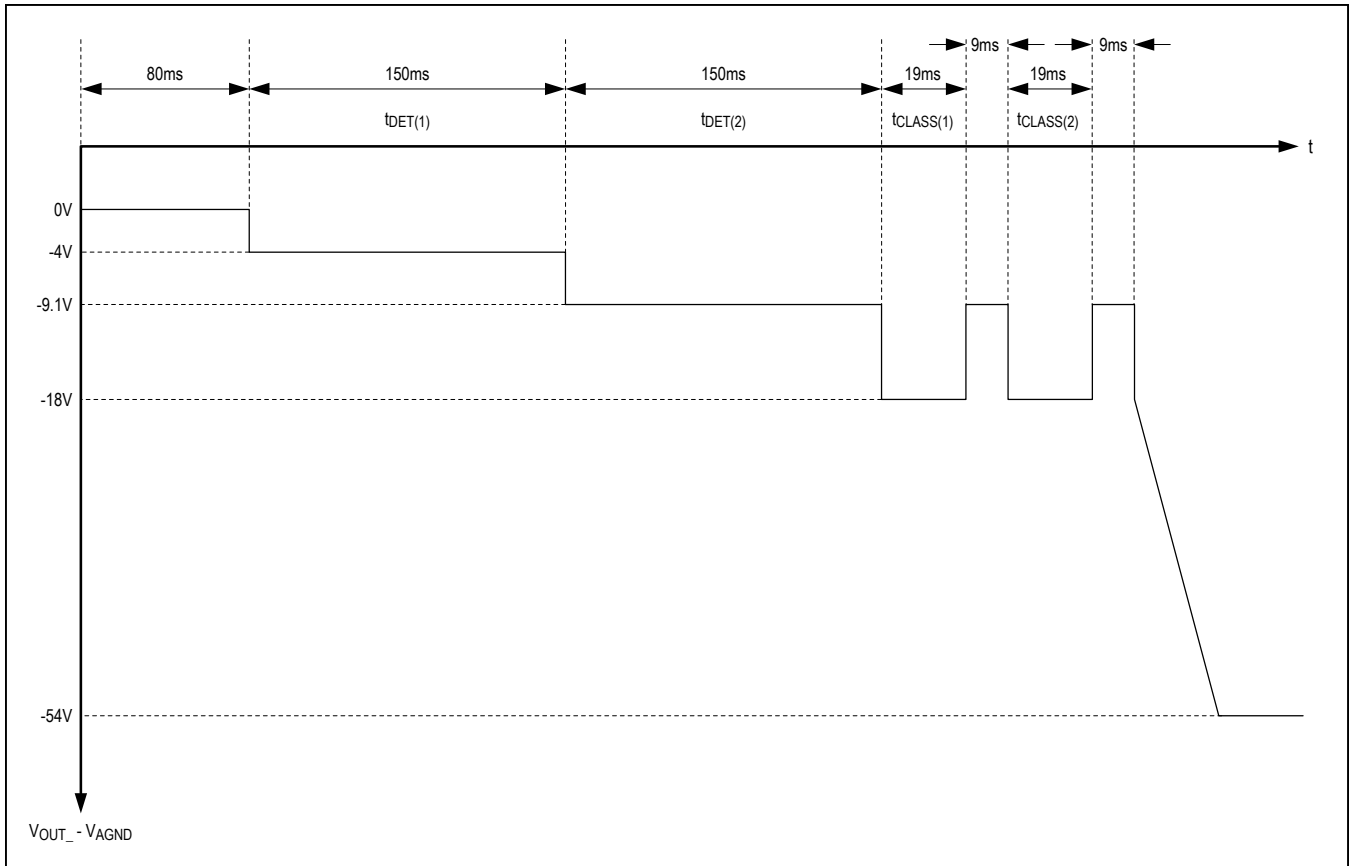 9ms
9ms
80ms
150ms
150ms
19ms
19ms
tDET(1)
tDET(2)
tCLASS(1)
tCLASS(2)
t
0V
-4V
-9.1V
-18V
-54V
VOUT_ - VAGND